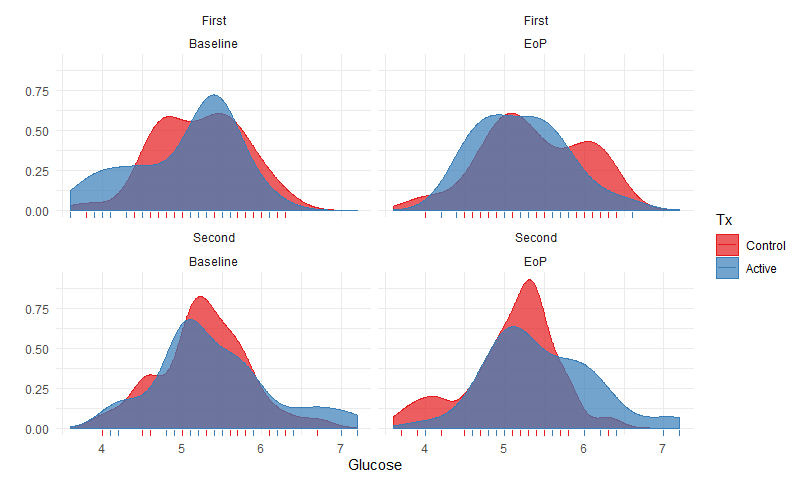 First First
Baseline EoP
0.75
0.50
0.25
0.00
Second Second
Baseline EoP
0.75
0.50
0.25
0.00
4 5 6 7 4 5 6 7
Glucose
Tx
Control
Active